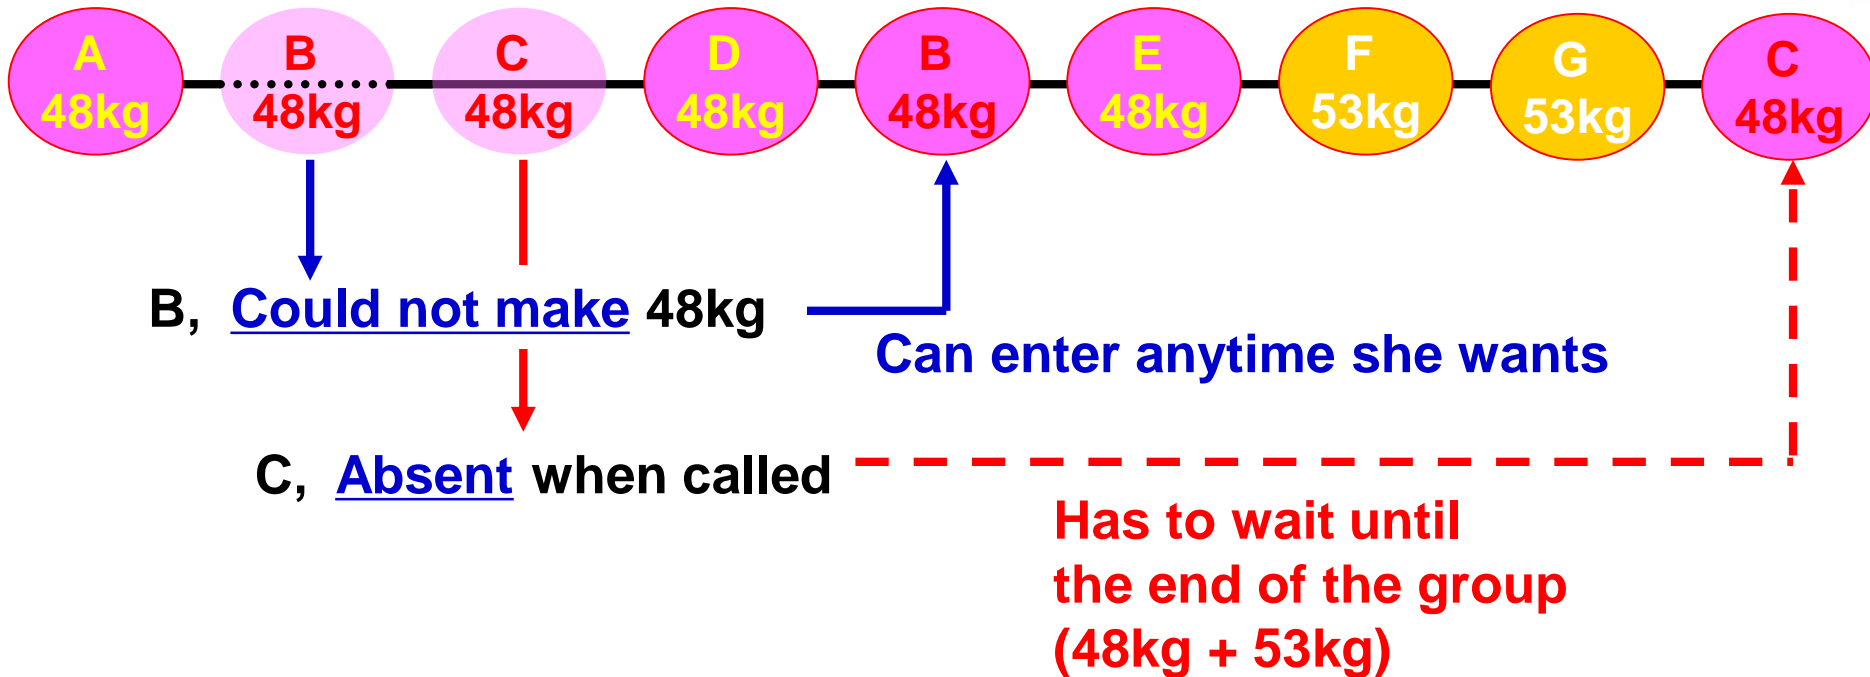 A B C D B E F G C
48kg 48kg 48kg 48kg 48kg 48kg 53kg 53kg 48kg
B, Could not make 48kg
Can enter anytime she wants
C, Absent when called
Has to wait until
the end of the group
(48kg + 53kg)